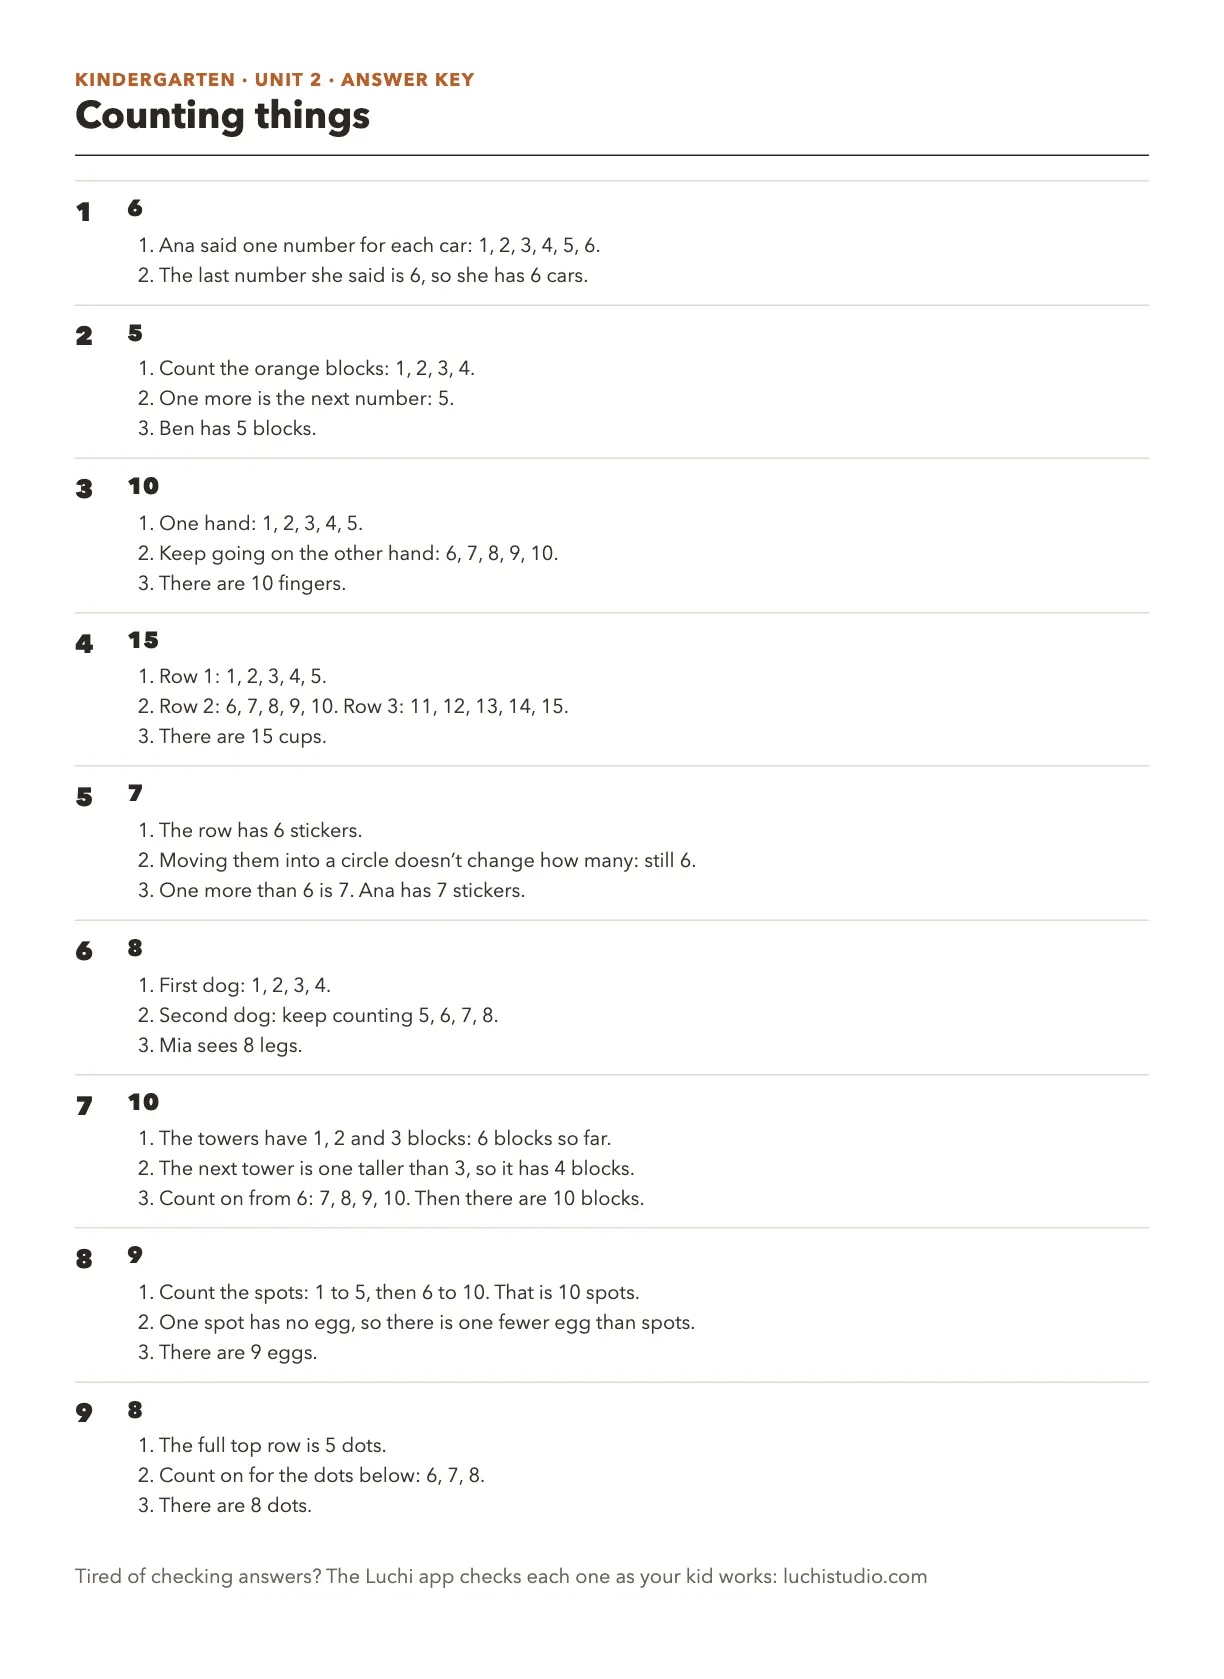 KINDERGARTEN · UNIT 2 · ANSWER KEY
Counting things
1 6
1. Ana said one number for each car: 1, 2, 3, 4, 5, 6.
2. The last number she said is 6, so she has 6 cars.
2 5
1. Count the orange blocks: 1, 2, 3, 4.
2. One more is the next number: 5.
3. Ben has 5 blocks.
3 10
1. One hand: 1, 2, 3, 4, 5.
2. Keep going on the other hand: 6, 7, 8, 9, 10.
3. There are 10 fingers.
4 15
1. Row 1: 1, 2, 3, 4, 5.
2. Row 2: 6, 7, 8, 9, 10. Row 3: 11, 12, 13, 14, 15.
3. There are 15 cups.
5 7
1. The row has 6 stickers.
2. Moving them into a circle doesn’t change how many: still 6.
3. One more than 6 is 7. Ana has 7 stickers.
6 8
1. First dog: 1, 2, 3, 4.
2. Second dog: keep counting 5, 6, 7, 8.
3. Mia sees 8 legs.
7 10
1. The towers have 1, 2 and 3 blocks: 6 blocks so far.
2. The next tower is one taller than 3, so it has 4 blocks.
3. Count on from 6: 7, 8, 9, 10. Then there are 10 blocks.
8 9
1. Count the spots: 1 to 5, then 6 to 10. That is 10 spots.
2. One spot has no egg, so there is one fewer egg than spots.
3. There are 9 eggs.
9 8
1. The full top row is 5 dots.
2. Count on for the dots below: 6, 7, 8.
3. There are 8 dots.
Tired of checking answers? The Luchi app checks each one as your kid works: luchistudio.com